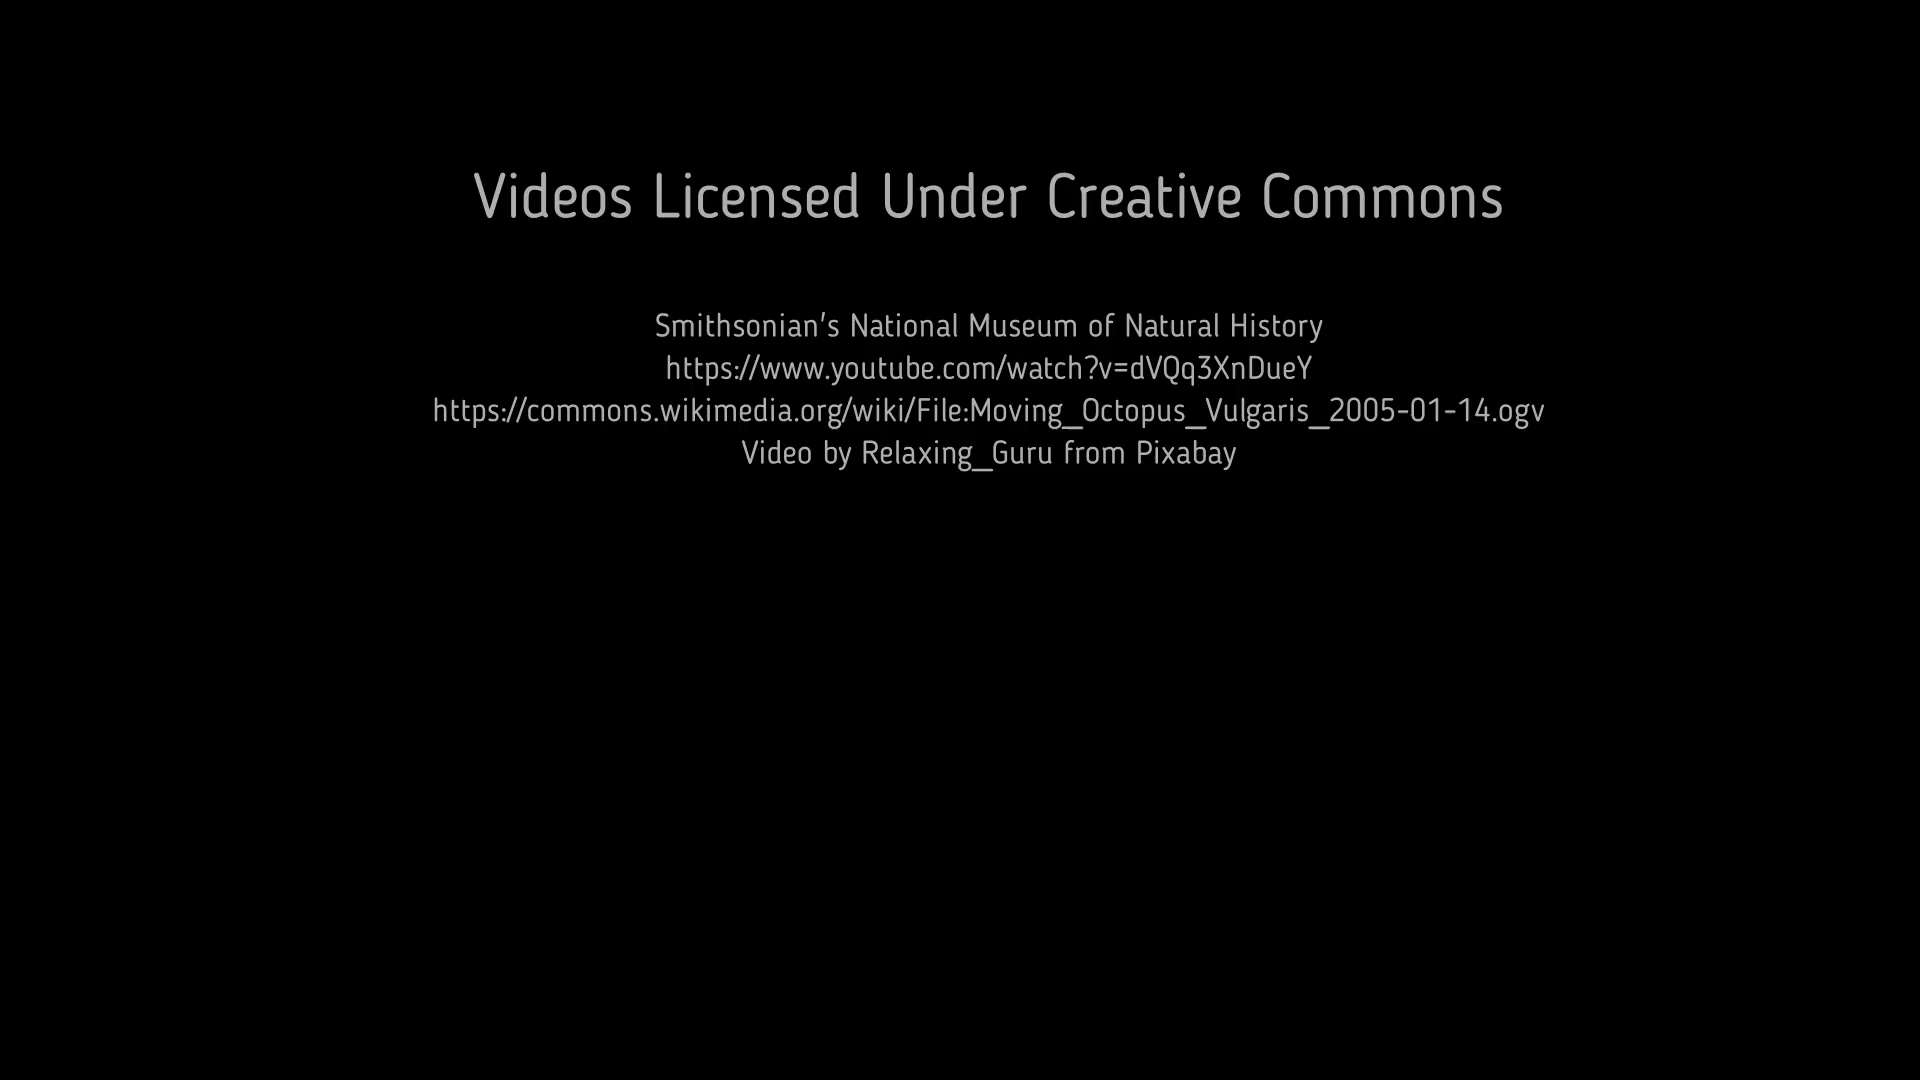 Videos Licensed Under Creative Commons
Smithsonian's National Museum of Natural History
https://www.youtube.com/watch?v=dVQq3XnDueY
https://commons.wikimedia.org/wiki/File:Moving_Octopus_Vulgaris_2005-01-14.ogv
Video by Relaxing_Guru from Pixabay